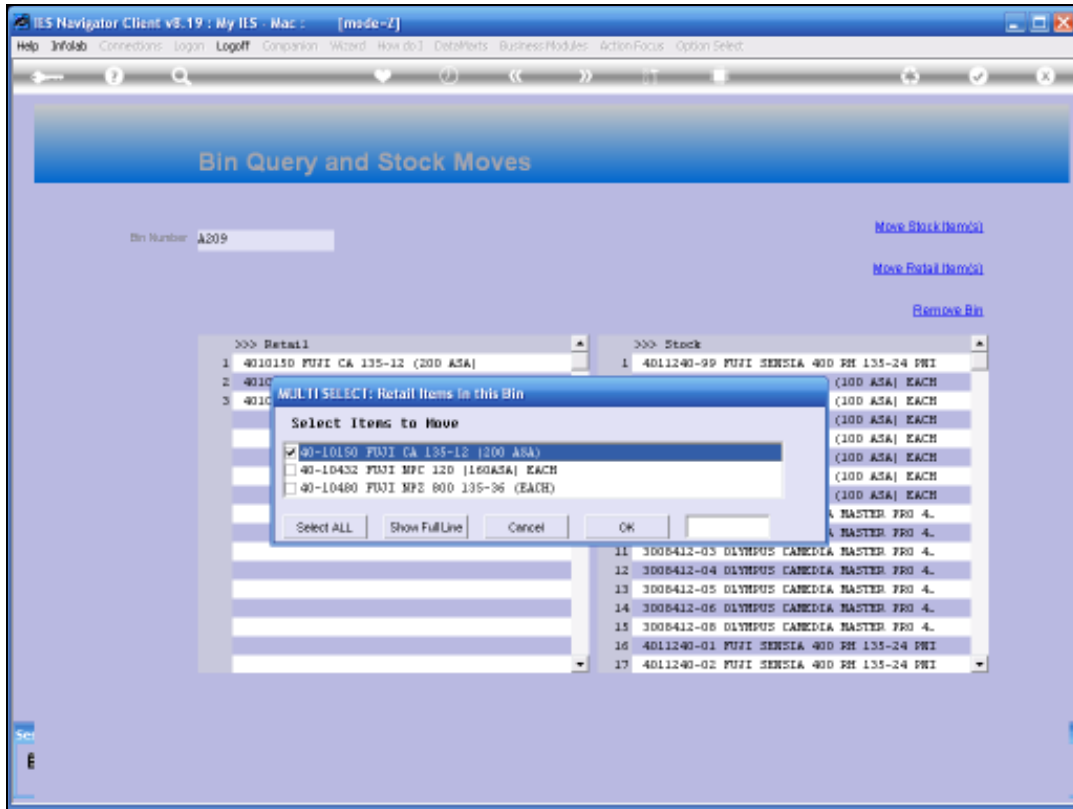 IES Navigator Client v8.19 : My IES - Mac : [mode=Z]
Help Infolab Connections Logon Logoff Companion Wizard How do I DataMarts Business Modules Action Focus Option Select
Bin Query and Stock Moves
Bin Number A209
Move Stock Item(s)
Move Retail Item(s)
Remove Bin
>>> Retail
1 4010150 FUJI CA 135-12 (200 ASA|
2 4010
3 4010
MULTI SELECT: Retail Items in this Bin
Select Items to Move
40-10150 FUJI CA 135-12 |200 ASA)
40-10432 FUJI NPC 120 |160ASA| EACH
40-10480 FUJI NPZ 800 135-36 (EACH)
Select ALL Show Full Line Cancel OK
>>> Stock
1 4011240-99 FUJI SENSIA 400 RH 135-24 PNI
(100 ASA| EACH
(100 ASA| EACH
(100 ASA| EACH
(100 ASA| EACH
(100 ASA| EACH
(100 ASA| EACH
(100 ASA| EACH
A MASTER PRO 4.
A MASTER PRO 4.
11 3008412-03 OLYMPUS CAMEDIA MASTER PRO 4.
12 3008412-04 OLYMPUS CAMEDIA MASTER PRO 4.
13 3008412-05 OLYMPUS CAMEDIA MASTER PRO 4.
14 3008412-06 OLYMPUS CAMEDIA MASTER PRO 4.
15 3008412-08 OLYMPUS CAMEDIA MASTER PRO 4.
16 4011240-01 FUJI SENSIA 400 RH 135-24 PNI
17 4011240-02 FUJI SENSIA 400 RH 135-24 PNI